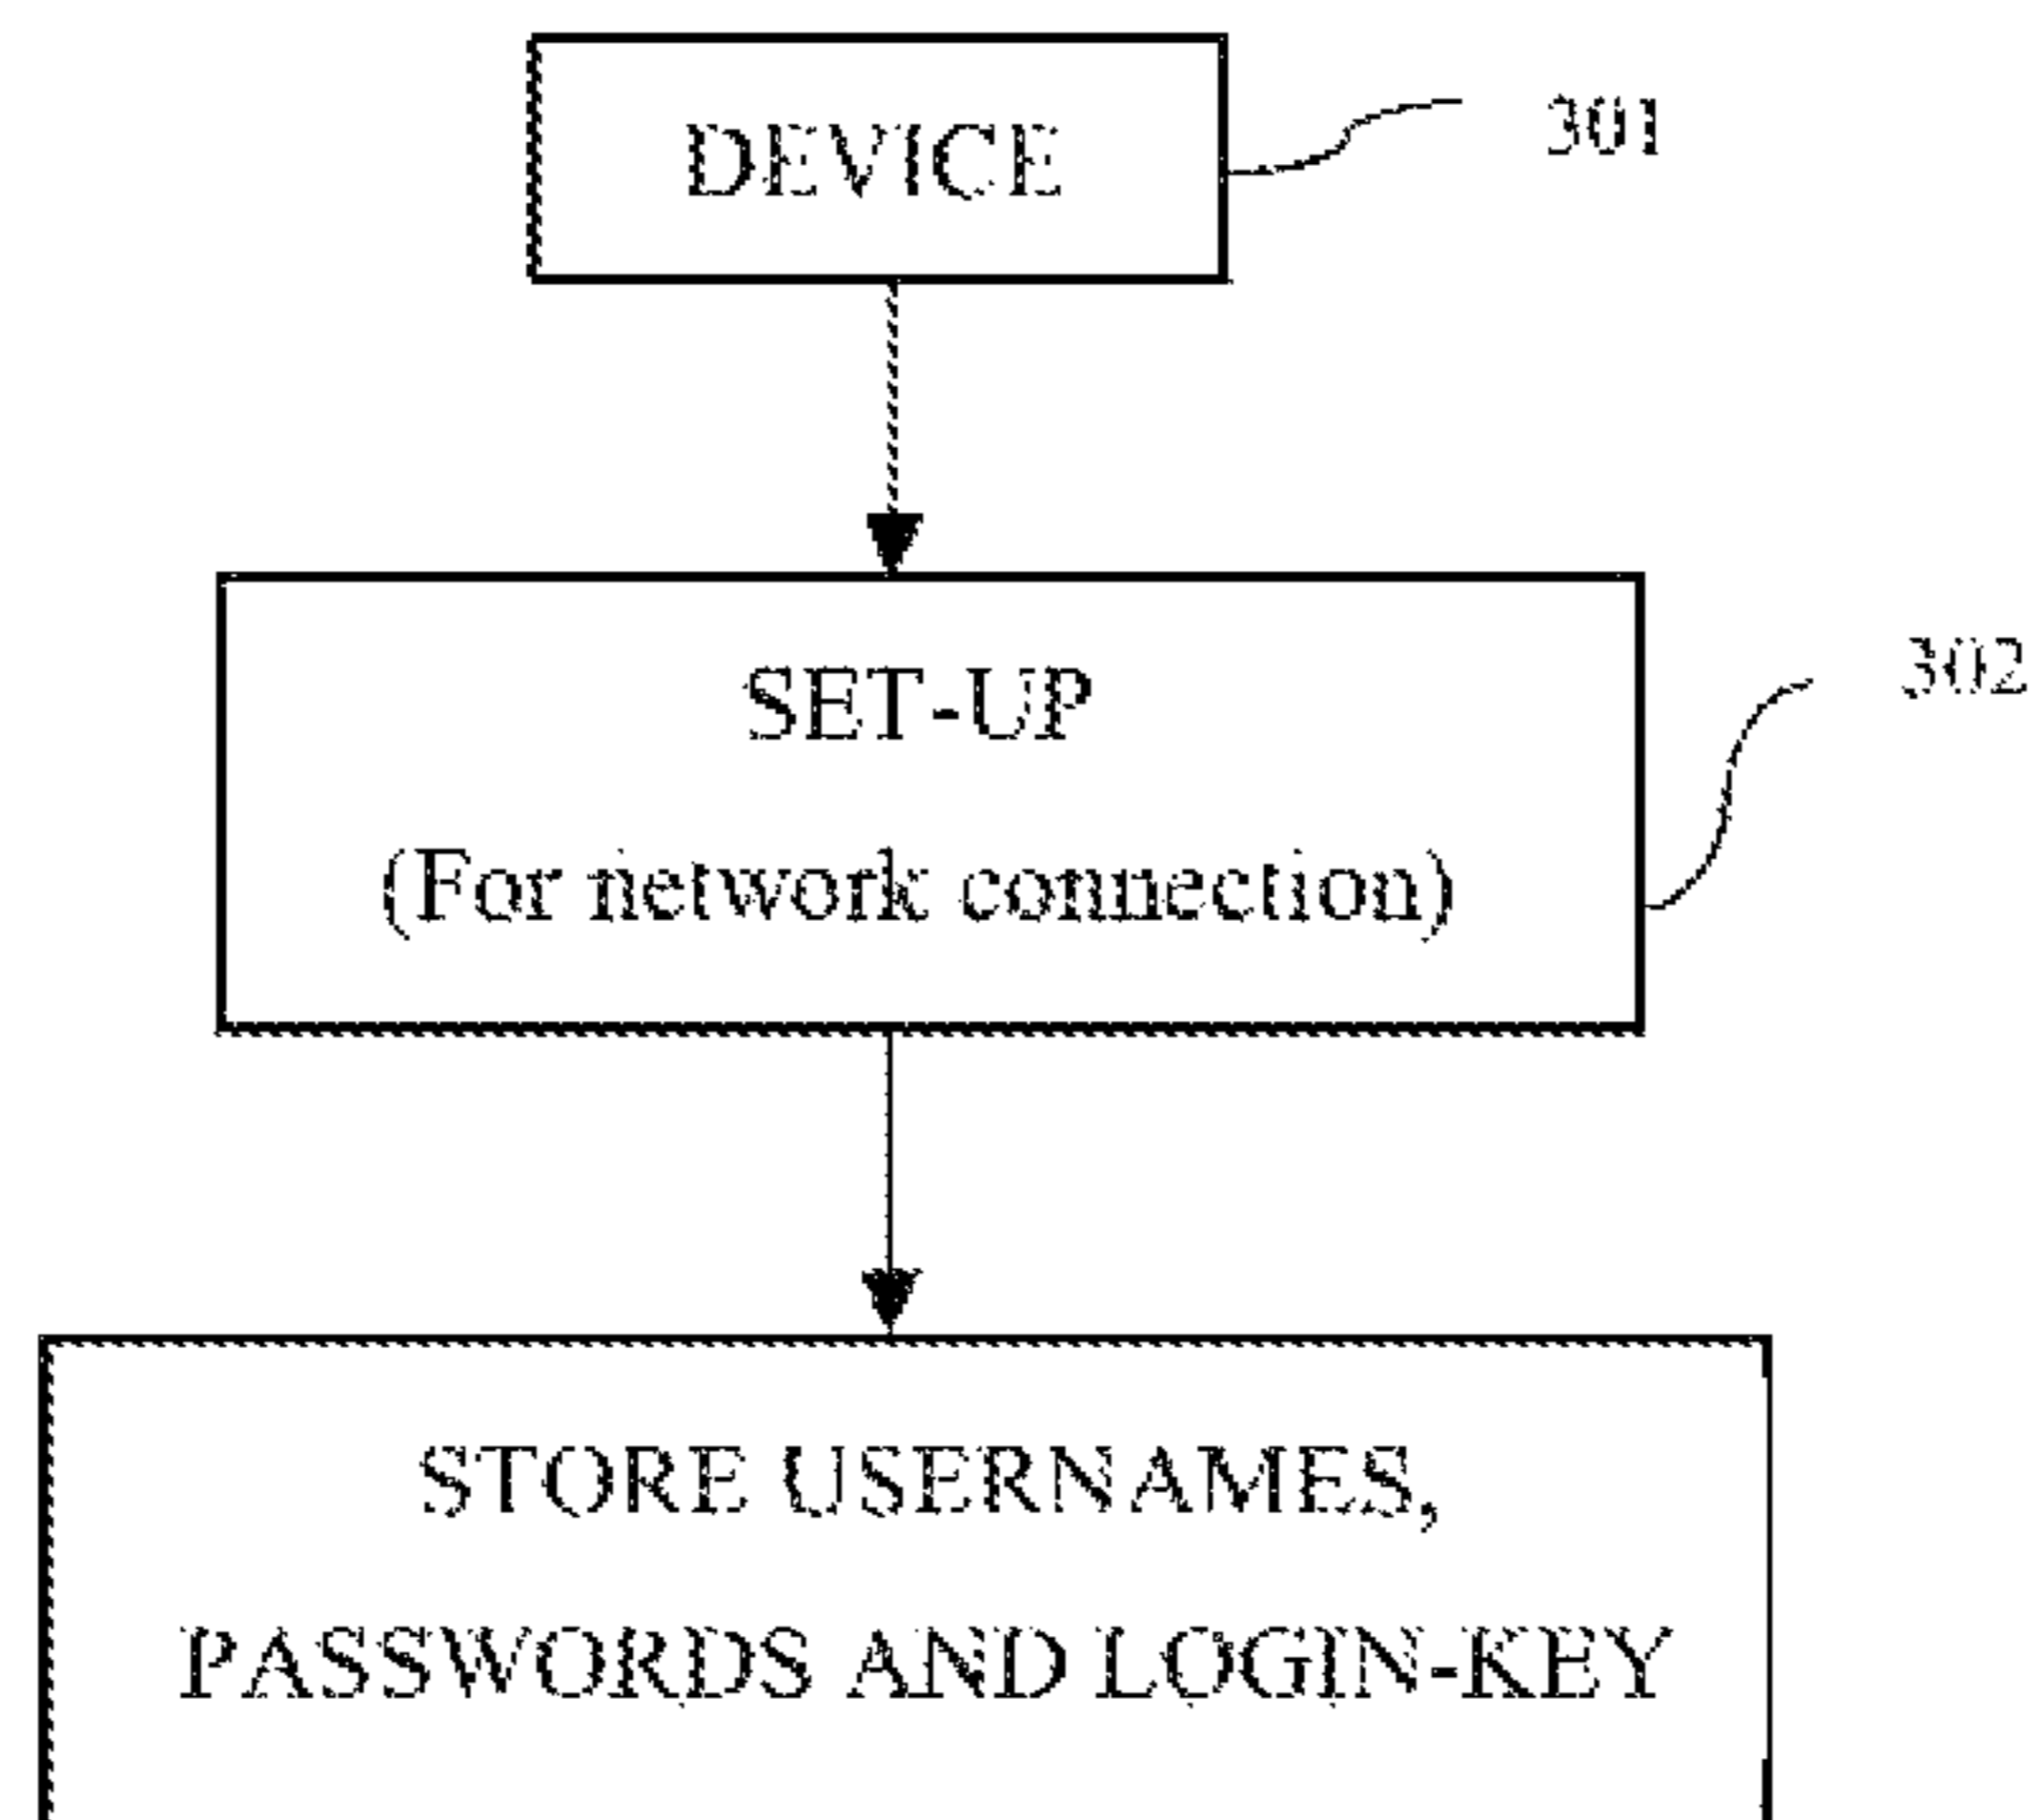 DEVICE
301
SET-UP
302
(For network connection)
STORE USERNAMES,
PASSWORDS AND LOGIN-KEY